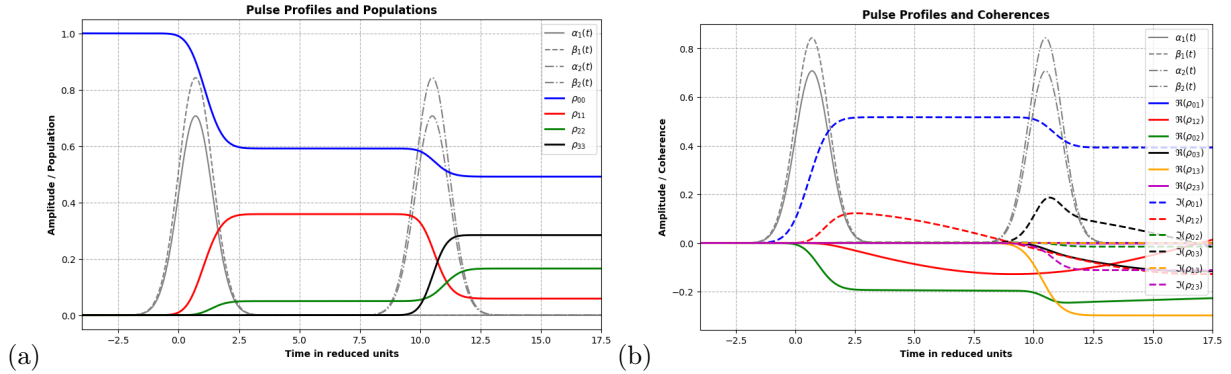 Pulse Profiles and Populations
Amplitude / Population
1.0
0.8
0.6
0.4
0.2
0.0
α₁(t)
β₁(t)
α₂(t)
β₂(t)
ρ₀₀
ρ₁₁
ρ₂₂
ρ₃₃
−2.5 0.0 2.5 5.0 7.5 10.0 12.5 15.0 17.5
Time in reduced units
(a)
Pulse Profiles and Coherences
Amplitude / Coherence
0.8
0.6
0.4
0.2
0.0
−0.2
α₁(t)
β₁(t)
α₂(t)
β₂(t)
ℜ(ρ₀₁)
ℜ(ρ₁₂)
ℜ(ρ₀₂)
ℜ(ρ₀₃)
ℜ(ρ₁₃)
ℜ(ρ₂₃)
ℑ(ρ₀₁)
ℑ(ρ₁₂)
ℑ(ρ₀₂)
ℑ(ρ₀₃)
ℑ(ρ₁₃)
ℑ(ρ₂₃)
−2.5 0.0 2.5 5.0 7.5 10.0 12.5 15.0 17.5
Time in reduced units
(b)